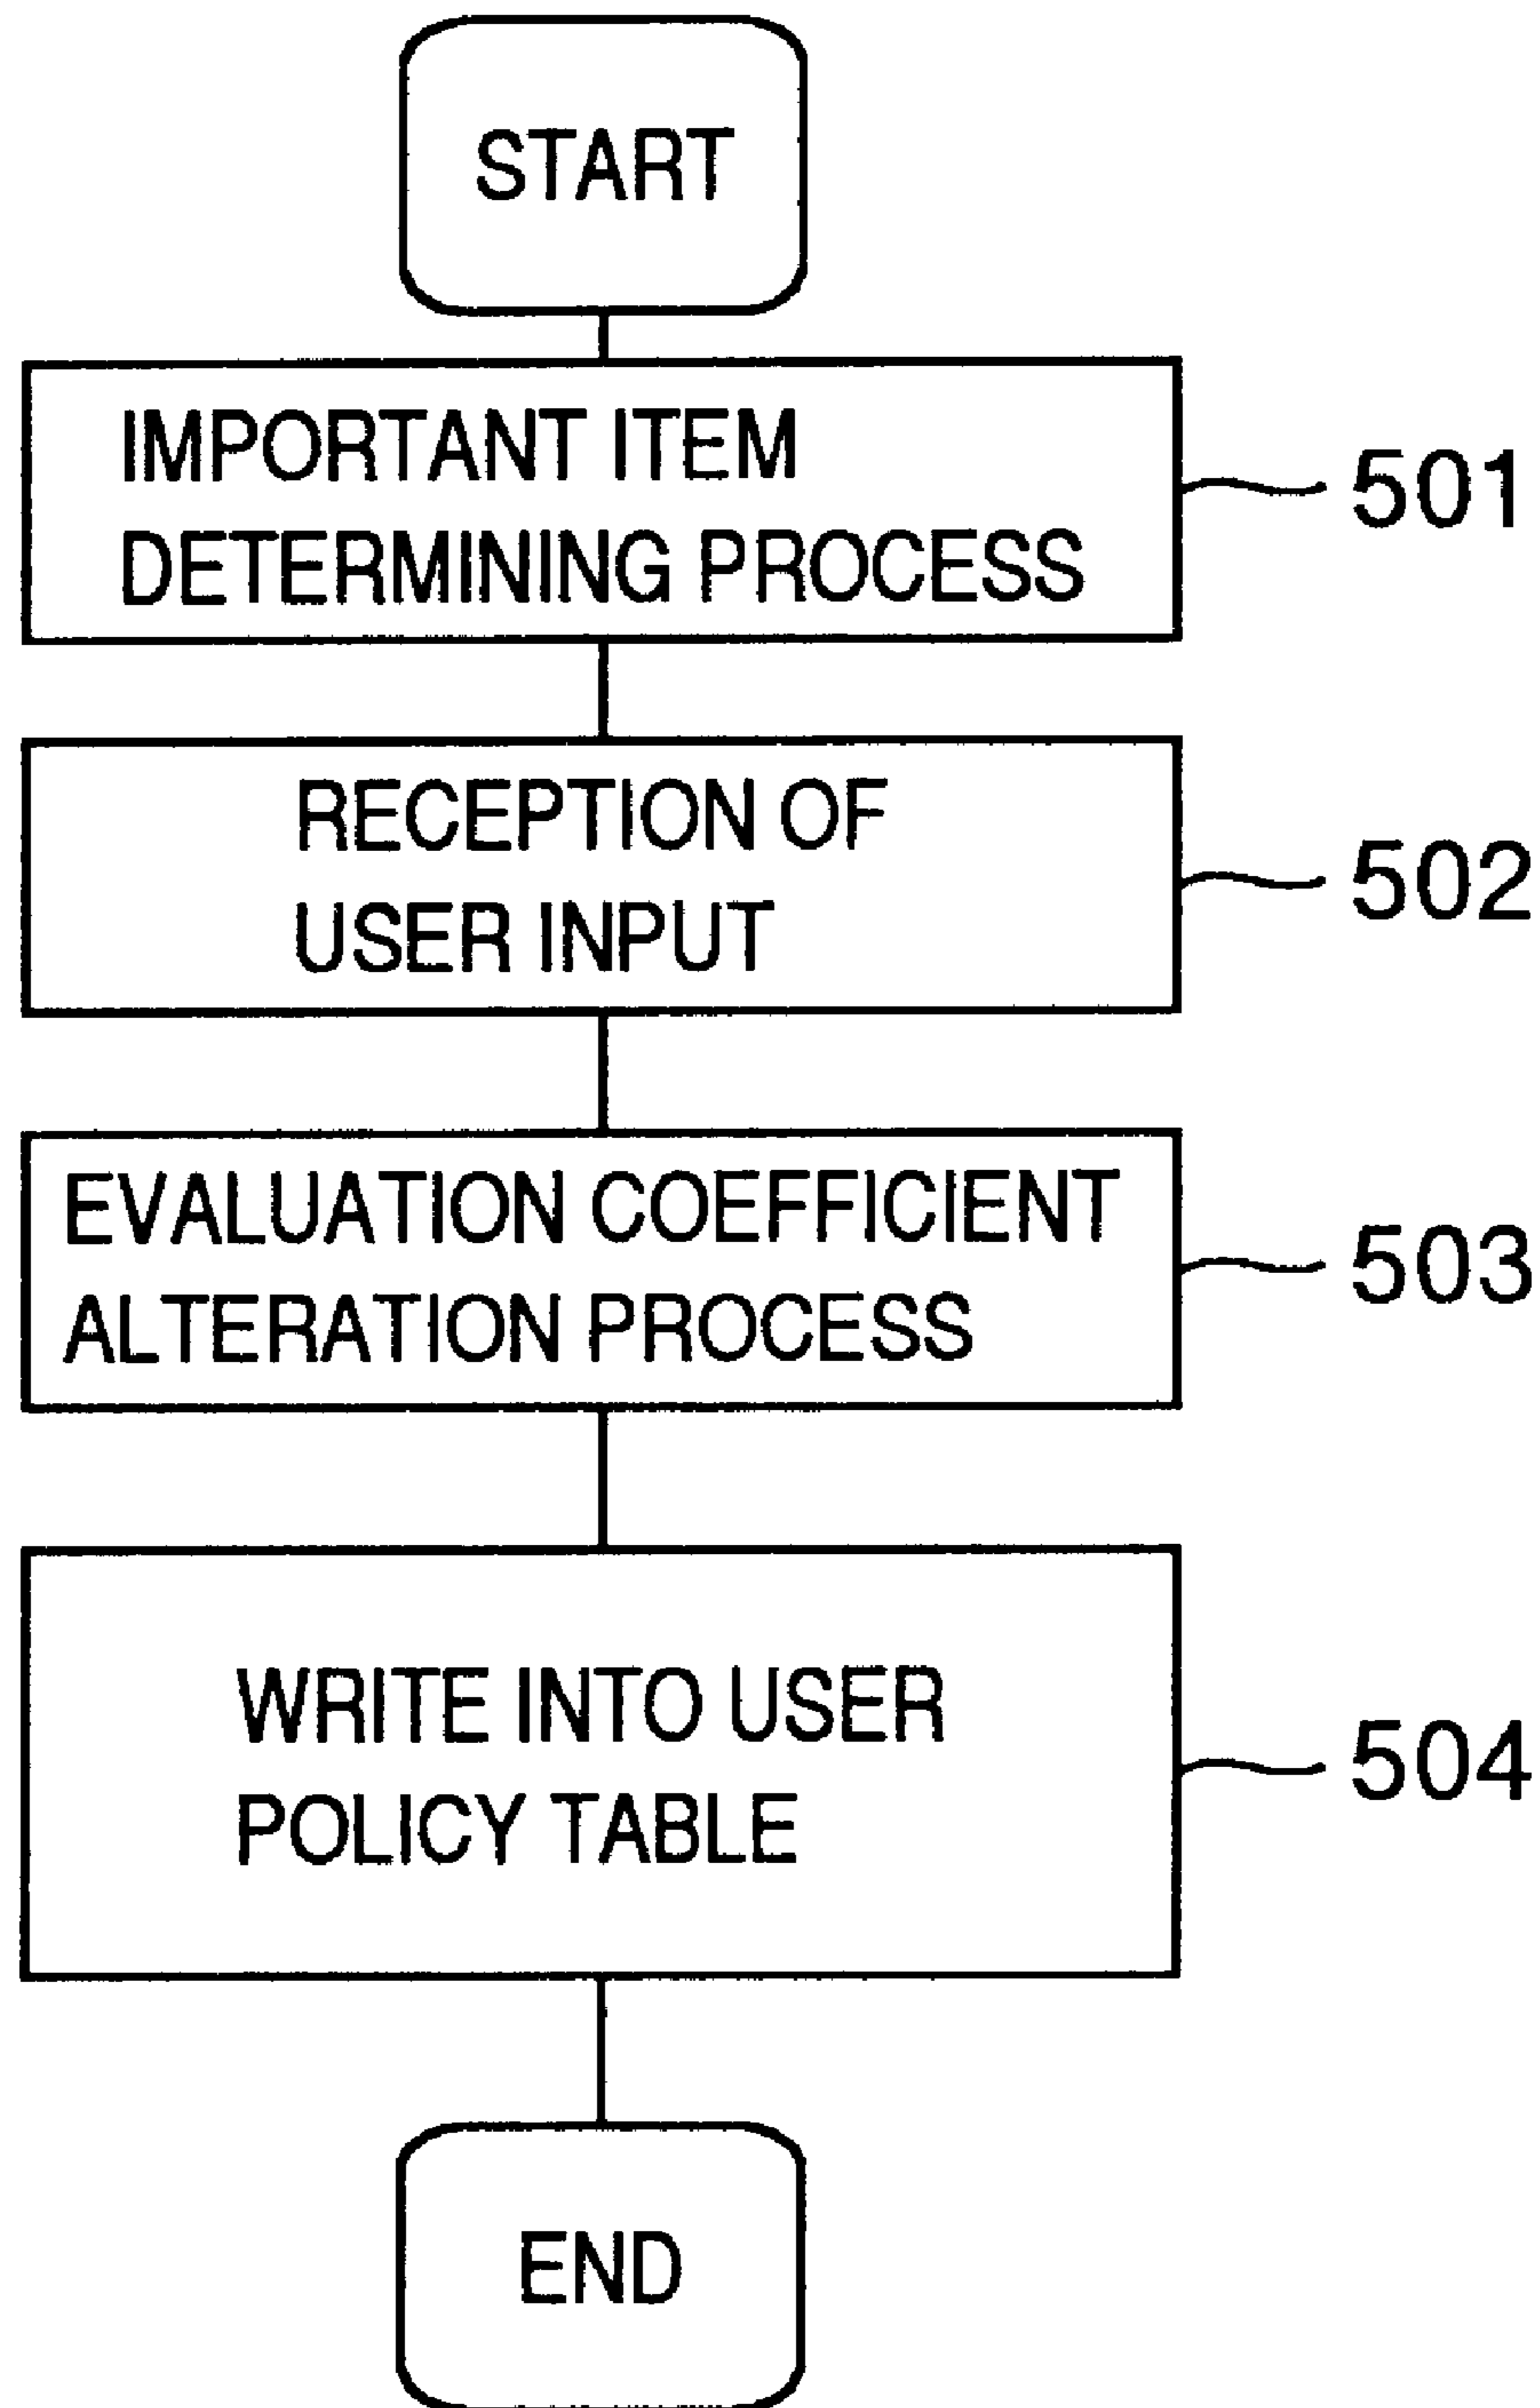 START
IMPORTANT ITEM
DETERMINING PROCESS
501
RECEPTION OF
USER INPUT
502
EVALUATION COEFFICIENT
ALTERATION PROCESS
503
WRITE INTO USER
POLICY TABLE
504
END